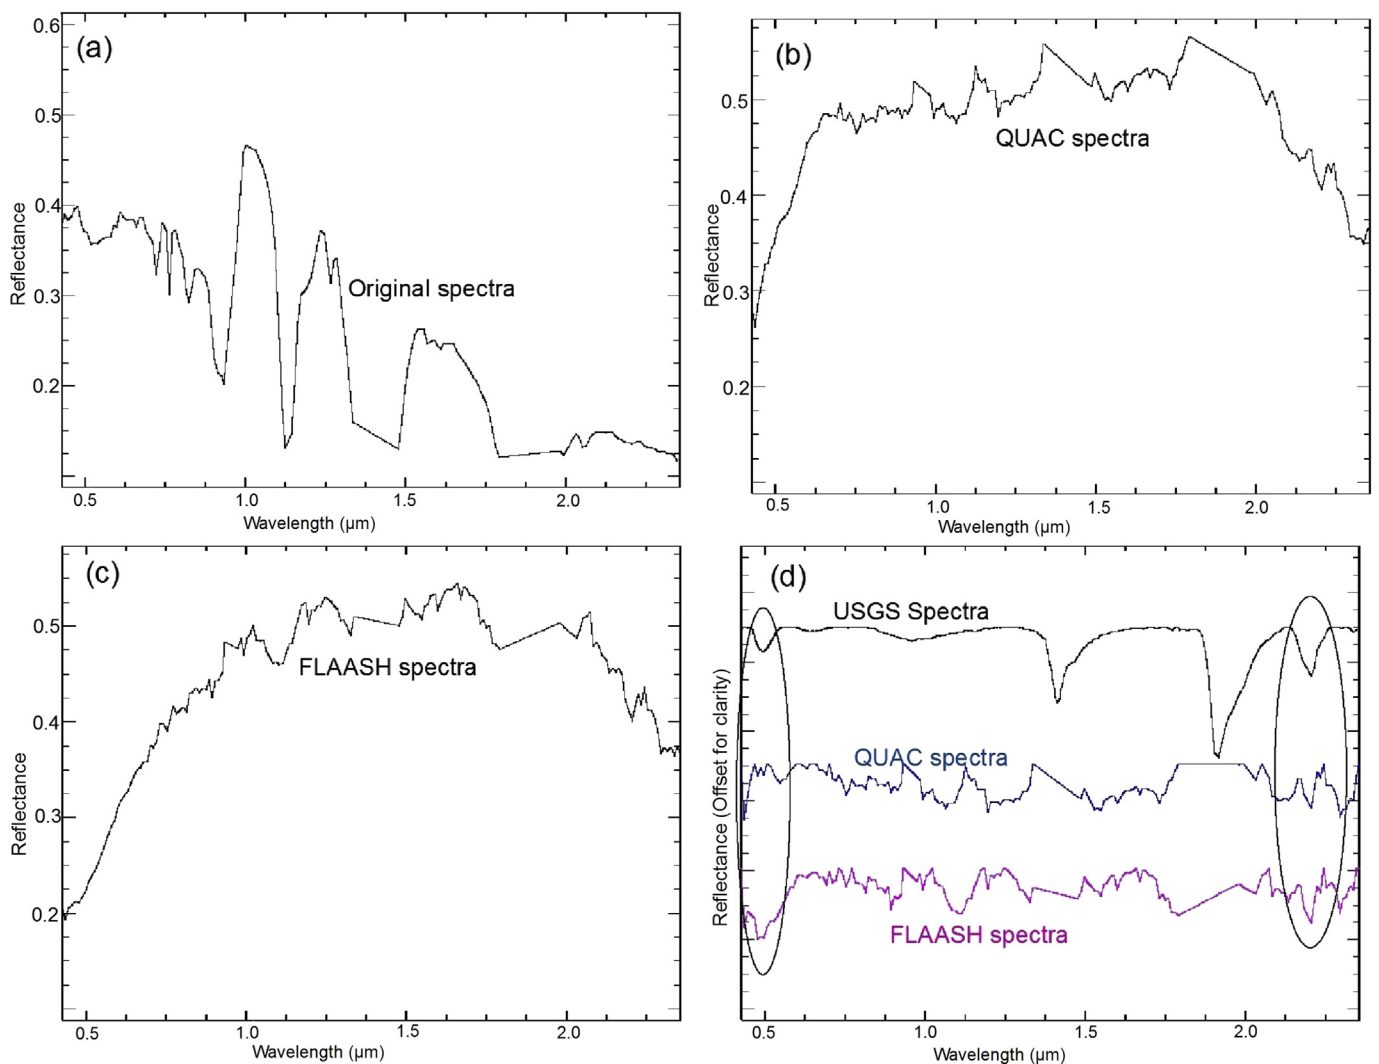 (a)
0.6
0.5
0.4
0.3
0.2
Reflectance
Original spectra
0.5
1.0
1.5
2.0
Wavelength (µm)
(b)
0.5
0.4
0.3
0.2
Reflectance
QUAC spectra
0.5
1.0
1.5
2.0
Wavelength (µm)
(c)
0.5
0.4
0.3
0.2
Reflectance
FLAASH spectra
0.5
1.0
1.5
2.0
Wavelength (µm)
(d)
USGS Spectra
QUAC spectra
FLAASH spectra
Reflectance (Offset for clarity)
0.5
1.0
1.5
2.0
Wavelength (µm)